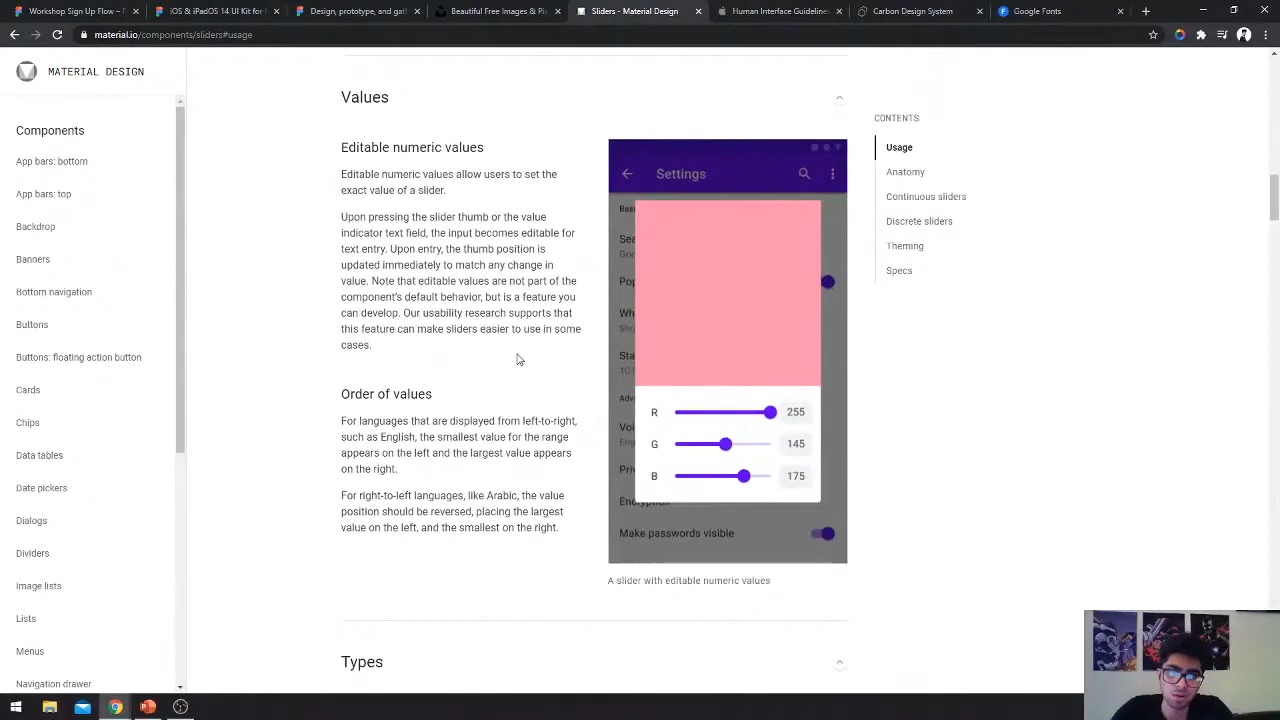 Workshop Sign Up Flow –
iOS & iPadOS 14 UI Kit for
Design, prototype, and gath
Beautiful Free Images & Pic
Sliders - Material Design
Human Interface Guidelines
Carbon Design System
Google Fonts
material.io/components/sliders#usage
MATERIAL DESIGN
Components
App bars: bottom
App bars: top
Backdrop
Banners
Bottom navigation
Buttons
Buttons: floating action button
Cards
Chips
Data tables
Date pickers
Dialogs
Dividers
Image lists
Lists
Menus
Navigation drawer
Values
Editable numeric values
Editable numeric values allow users to set the
exact value of a slider.
Upon pressing the slider thumb or the value
indicator text field, the input becomes editable for
text entry. Upon entry, the thumb position is
updated immediately to match any change in
value. Note that editable values are not part of the
component's default behavior, but is a feature you
can develop. Our usability research supports that
this feature can make sliders easier to use in some
cases.
Order of values
For languages that are displayed from left-to-right,
such as English, the smallest value for the range
appears on the left and the largest value appears
on the right.
For right-to-left languages, like Arabic, the value
position should be reversed, placing the largest
value on the left, and the smallest on the right.
Settings
R 255
G 145
B 175
Encryption
Make passwords visible
A slider with editable numeric values
Types
CONTENTS
Usage
Anatomy
Continuous sliders
Discrete sliders
Theming
Specs